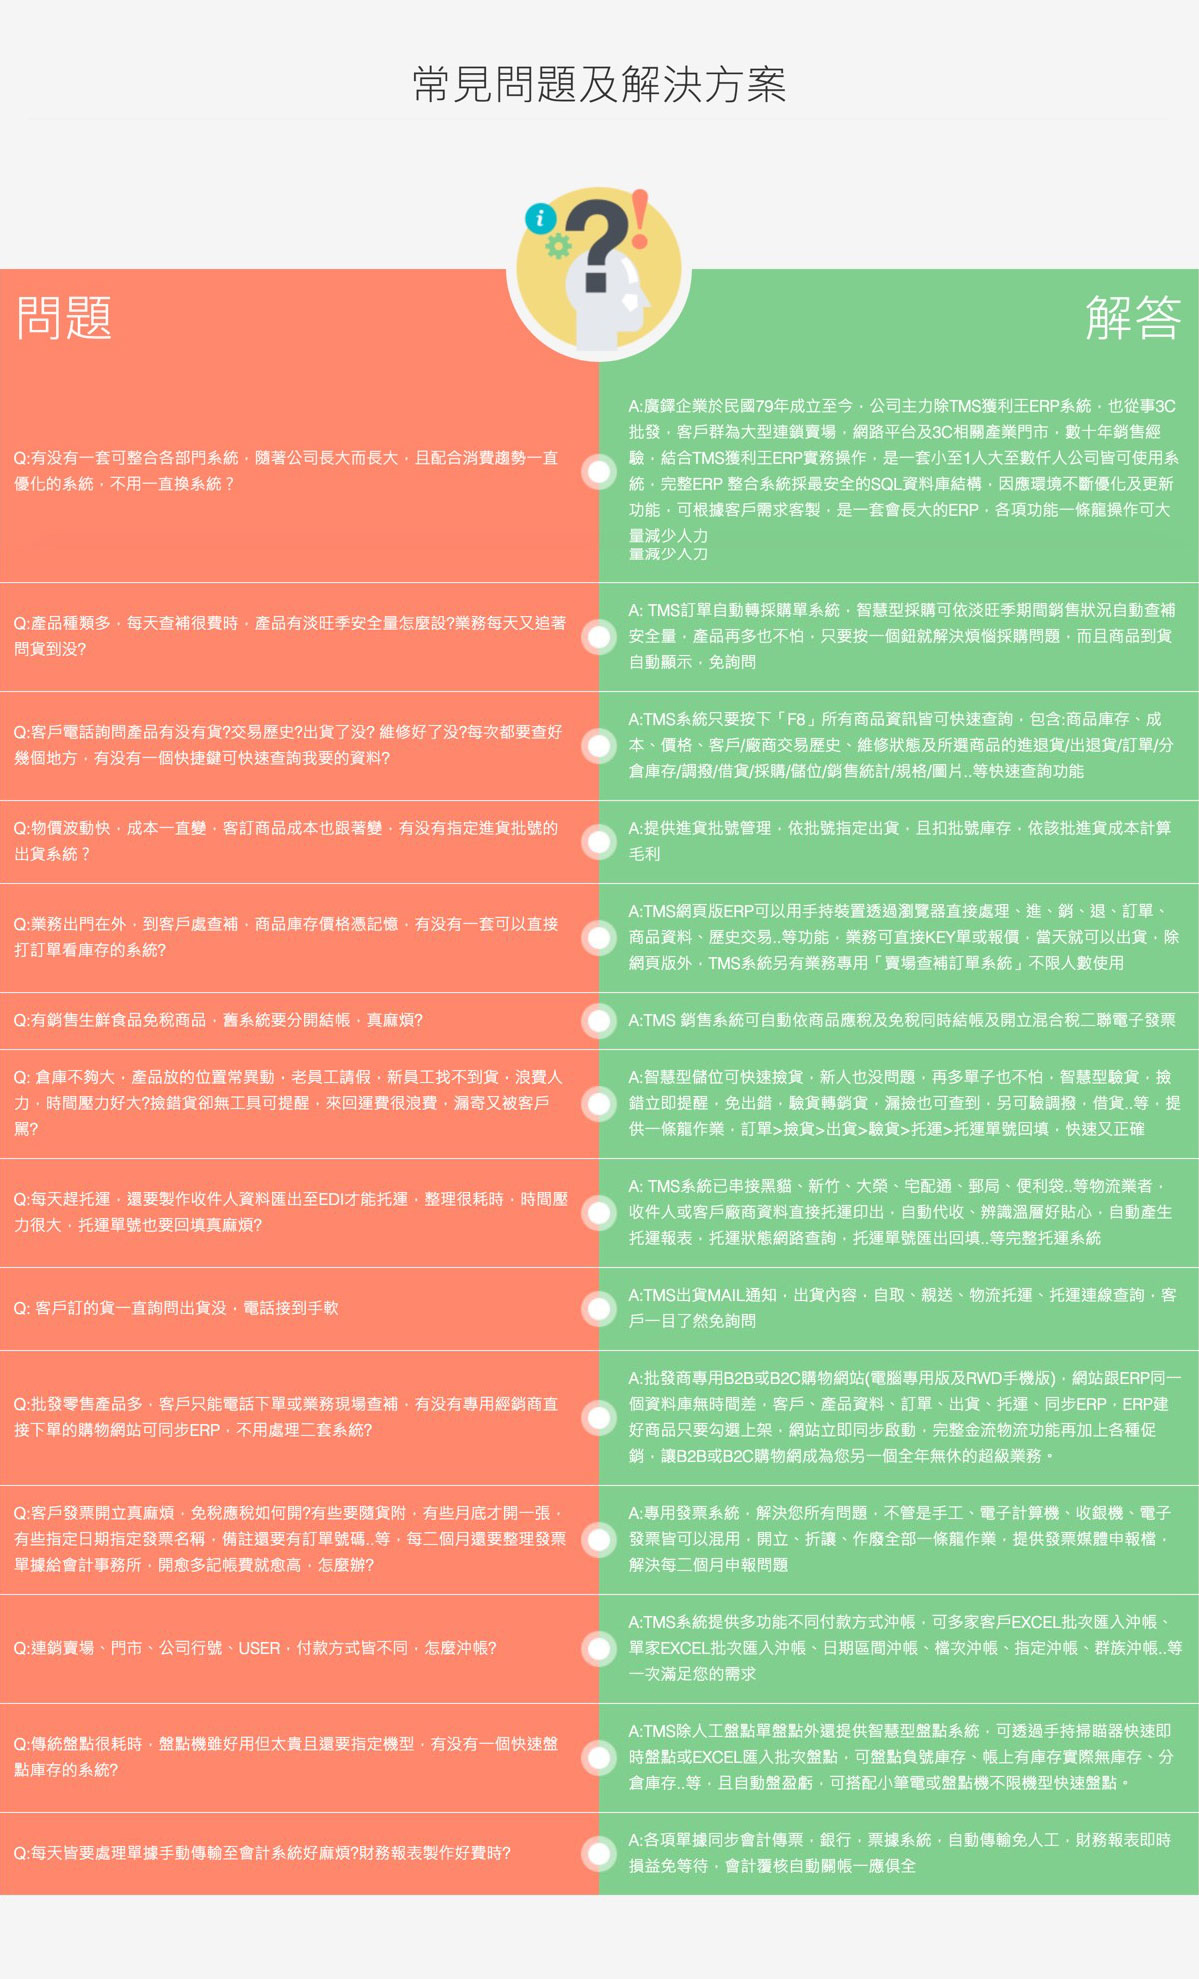 常見問題及解決方案
問題
解答
Q:有没有一套可整合各部門系統，隨著公司長大而長大，且配合消費趨勢一直
優化的系統，不用一直換系統？
A:廣鐸企業於民國79年成立至今，公司主力除TMS獲利王ERP系統，也從事3C
批發，客戶群為大型連鎖賣場，網路平台及3C相關產業門市，數十年銷售經
驗，結合TMS獲利王ERP實務操作，是一套小至1人大至數仟人公司皆可使用系
統，完整ERP 整合系統採最安全的SQL資料庫結構，因應環境不斷優化及更新
功能，可根據客戶需求客製，是一套會長大的ERP，各項功能一條龍操作可大
量減少人力
量減少人力
Q:產品種類多，每天查補很費時，產品有淡旺季安全量怎麼設?業務每天又追著
問貨到没?
A: TMS訂單自動轉採購單系統，智慧型採購可依淡旺季期間銷售狀況自動查補
安全量，產品再多也不怕，只要按一個鈕就解決煩惱採購問題，而且商品到貨
自動顯示，免詢問
Q:客戶電話詢問產品有没有貨?交易歷史?出貨了没? 維修好了没?每次都要查好
幾個地方，有没有一個快捷鍵可快速查詢我要的資料?
A:TMS系統只要按下「F8」所有商品資訊皆可快速查詢，包含:商品庫存、成
本、價格、客戶/廠商交易歷史、維修狀態及所選商品的進退貨/出退貨/訂單/分
倉庫存/調撥/借貨/採購/儲位/銷售統計/規格/圖片..等快速查詢功能
Q:物價波動快，成本一直變，客訂商品成本也跟著變，有没有指定進貨批號的
出貨系統？
A:提供進貨批號管理，依批號指定出貨，且扣批號庫存，依該批進貨成本計算
毛利
Q:業務出門在外，到客戶處查補，商品庫存價格憑記憶，有没有一套可以直接
打訂單看庫存的系統?
A:TMS網頁版ERP可以用手持裝置透過瀏覽器直接處理、進、銷、退、訂單、
商品資料、歷史交易..等功能，業務可直接KEY單或報價，當天就可以出貨，除
網頁版外，TMS系統另有業務專用「賣場查補訂單系統」不限人數使用
Q:有銷售生鮮食品免稅商品，舊系統要分開結帳，真麻煩?
A:TMS 銷售系統可自動依商品應稅及免稅同時結帳及開立混合稅二聯電子發票
Q: 倉庫不夠大，產品放的位置常異動，老員工請假，新員工找不到貨，浪費人
力，時間壓力好大?撿錯貨卻無工具可提醒，來回運費很浪費，漏寄又被客戶
罵?
A:智慧型儲位可快速撿貨，新人也没問題，再多單子也不怕，智慧型驗貨，撿
錯立即提醒，免出錯，驗貨轉銷貨，漏撿也可查到，另可驗調撥，借貨..等，提
供一條龍作業，訂單>撿貨>出貨>驗貨>托運>托運單號回填，快速又正確
Q:每天趕托運，還要製作收件人資料匯出至EDI才能托運，整理很耗時，時間壓
力很大，托運單號也要回填真麻煩?
A: TMS系統已串接黑貓、新竹、大榮、宅配通、郵局、便利袋..等物流業者，
收件人或客戶廠商資料直接托運印出，自動代收、辨識溫層好貼心，自動產生
托運報表，托運狀態網路查詢，托運單號匯出回填..等完整托運系統
Q: 客戶訂的貨一直詢問出貨没，電話接到手軟
A:TMS出貨MAIL通知，出貨內容，自取、親送、物流托運、托運連線查詢，客
戶一目了然免詢問
Q:批發零售產品多，客戶只能電話下單或業務現場查補，有没有專用經銷商直
接下單的購物網站可同步ERP，不用處理二套系統?
A:批發商專用B2B或B2C購物網站(電腦專用版及RWD手機版)，網站跟ERP同一
個資料庫無時間差，客戶、產品資料、訂單、出貨、托運、同步ERP，ERP建
好商品只要勾選上架，網站立即同步啟動，完整金流物流功能再加上各種促
銷，讓B2B或B2C購物網成為您另一個全年無休的超級業務。
Q:客戶發票開立真麻煩，免稅應稅如何開?有些要隨貨附，有些月底才開一張，
有些指定日期指定發票名稱，備註還要有訂單號碼..等，每二個月還要整理發票
單據給會計事務所，開愈多記帳費就愈高，怎麼辦?
A:專用發票系統，解決您所有問題，不管是手工、電子計算機、收銀機、電子
發票皆可以混用，開立、折讓、作廢全部一條龍作業，提供發票媒體申報檔，
解決每二個月申報問題
Q:連銷賣場、門市、公司行號、USER，付款方式皆不同，怎麼沖帳?
A:TMS系統提供多功能不同付款方式沖帳，可多家客戶EXCEL批次匯入沖帳、
單家EXCEL批次匯入沖帳、日期區間沖帳、檔次沖帳、指定沖帳、群族沖帳..等
一次滿足您的需求
Q:傳統盤點很耗時，盤點機雖好用但太貴且還要指定機型，有没有一個快速盤
點庫存的系統?
A:TMS除人工盤點單盤點外還提供智慧型盤點系統，可透過手持掃瞄器快速即
時盤點或EXCEL匯入批次盤點，可盤點負號庫存、帳上有庫存實際無庫存、分
倉庫存..等，且自動盤盈虧，可搭配小筆電或盤點機不限機型快速盤點。
Q:每天皆要處理單據手動傳輸至會計系統好麻煩?財務報表製作好費時?
A:各項單據同步會計傳票，銀行，票據系統，自動傳輸免人工，財務報表即時
損益免等待，會計覆核自動關帳一應俱全